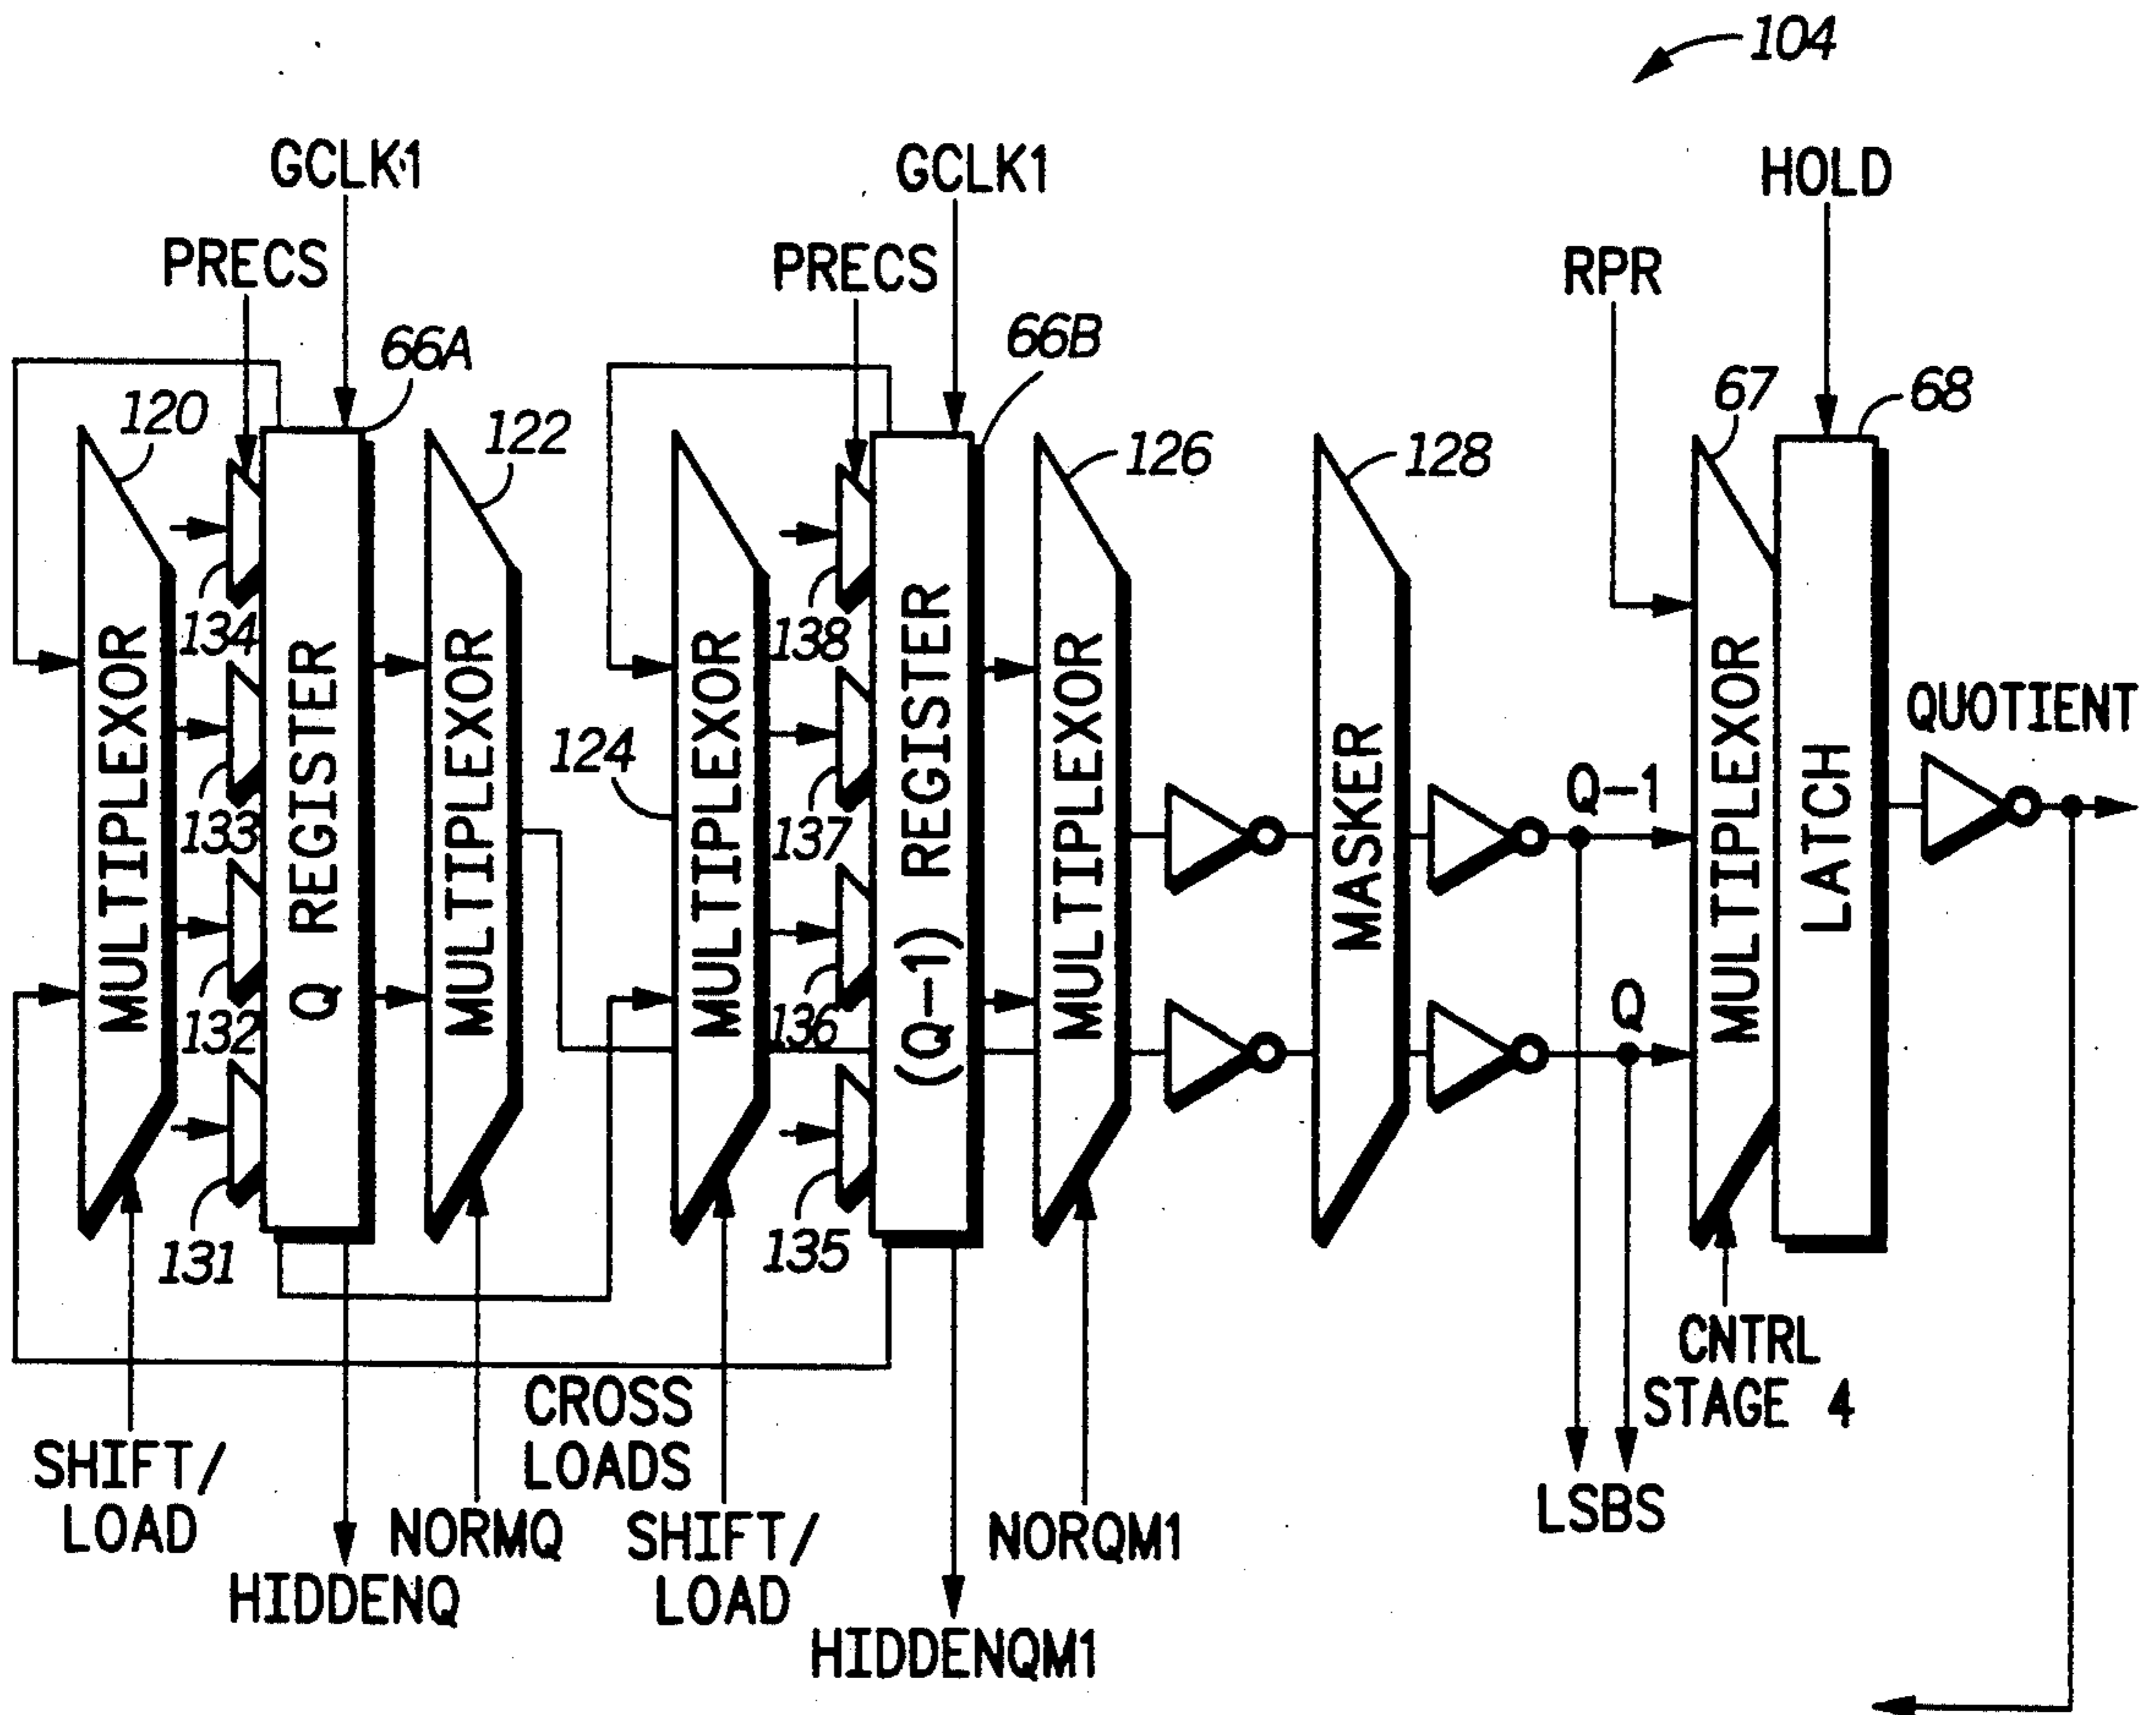 104
GCLK1
GCLK1
HOLD
PRECS
PRECS
RPR
66A
66B
67
68
120
122
126
128
134
138
MULTIPLEXOR
Q REGISTER
MULTIPLEXOR
124
MULTIPLEXOR
(Q-1) REGISTER
MULTIPLEXOR
MASKER
MULTIPLEXOR
LATCH
QUOTIENT
Q-1
133
137
Q
132
136
131
135
CNTRL
STAGE 4
CROSS
LOADS
SHIFT/
LOAD
HIDDENQ
NORMQ
SHIFT/
LOAD
HIDDENQM1
NORQM1
LSBS